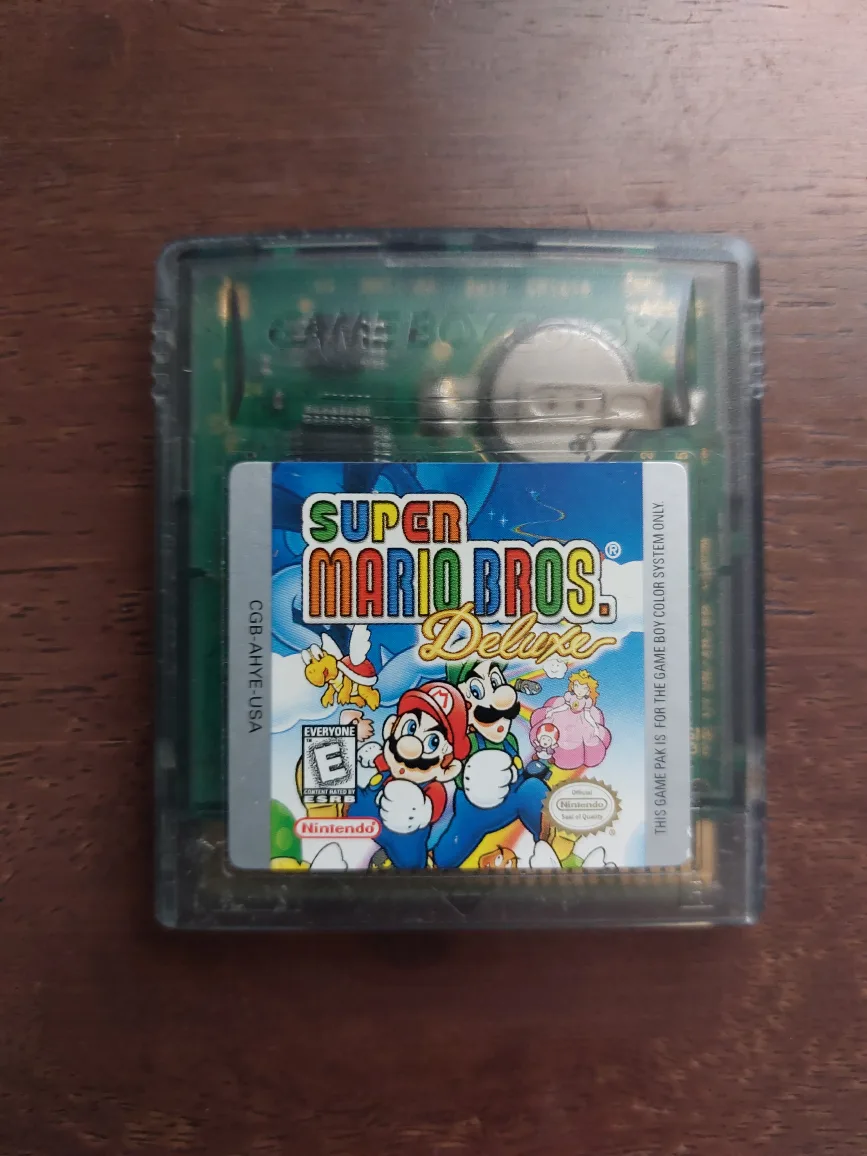 GAME BOY COLOR
SUPER
MARIO BROS.®
Deluxe
CGB-AHYE-USA
THIS GAME PAK IS FOR THE GAME BOY COLOR SYSTEM ONLY.
M
EVERYONE
E
CONTENT RATED BY
ESRB
Nintendo®
Official
Nintendo
Seal of Quality